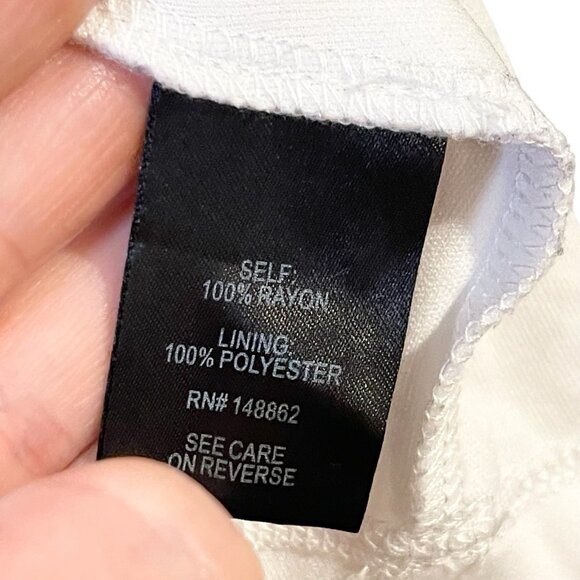 SELF:
100% RAYON
LINING:
100% POLYESTER
RN# 148862
SEE CARE
ON REVERSE